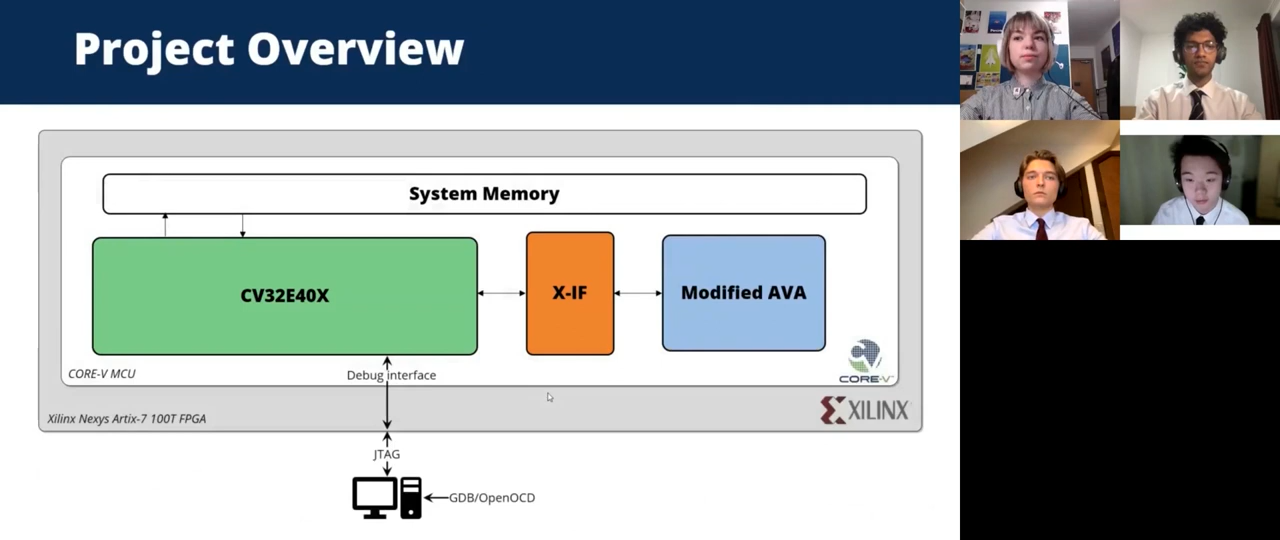 Project Overview
System Memory
CV32E40X
X-IF
Modified AVA
CORE-V MCU
Debug interface
CORE-V
Xilinx Nexys Artix-7 100T FPGA
XILINX
JTAG
GDB/OpenOCD